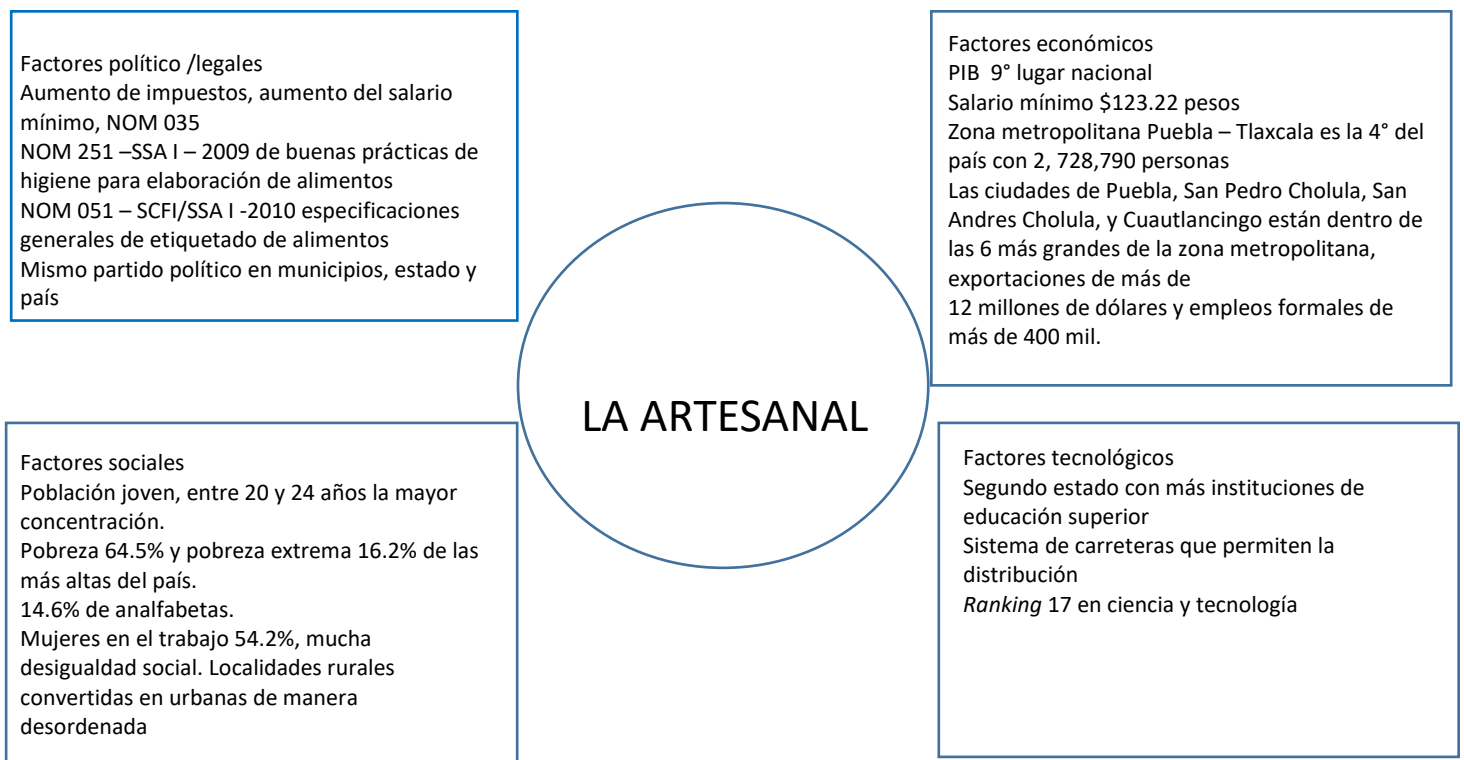 Factores político /legales
Aumento de impuestos, aumento del salario
mínimo, NOM 035
NOM 251 –SSA I – 2009 de buenas prácticas de
higiene para elaboración de alimentos
NOM 051 – SCFI/SSA I -2010 especificaciones
generales de etiquetado de alimentos
Mismo partido político en municipios, estado y
país
Factores económicos
PIB  9° lugar nacional
Salario mínimo $123.22 pesos
Zona metropolitana Puebla – Tlaxcala es la 4° del
país con 2, 728,790 personas
Las ciudades de Puebla, San Pedro Cholula, San
Andres Cholula, y Cuautlancingo están dentro de
las 6 más grandes de la zona metropolitana,
exportaciones de más de
12 millones de dólares y empleos formales de
más de 400 mil.
LA ARTESANAL
Factores sociales
Población joven, entre 20 y 24 años la mayor
concentración.
Pobreza 64.5% y pobreza extrema 16.2% de las
más altas del país.
14.6% de analfabetas.
Mujeres en el trabajo 54.2%, mucha
desigualdad social. Localidades rurales
convertidas en urbanas de manera
desordenada
Factores tecnológicos
Segundo estado con más instituciones de
educación superior
Sistema de carreteras que permiten la
distribución
Ranking 17 en ciencia y tecnología